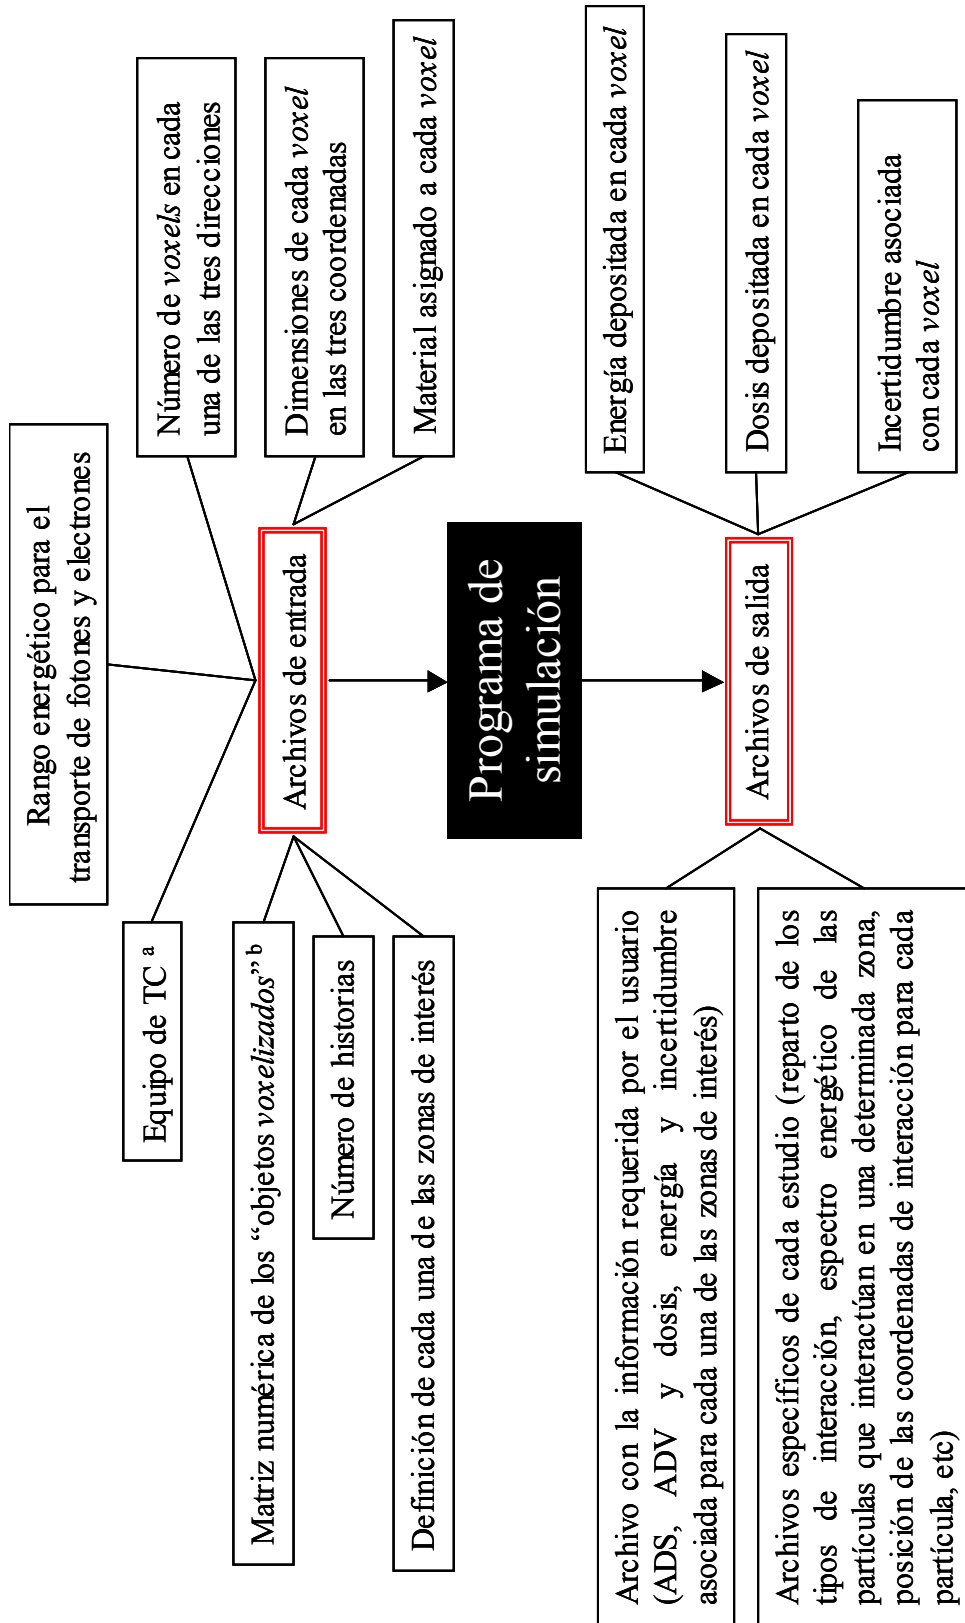 Rango energético para el
transporte de fotones y electrones
Equipo de TC a
Número de voxels en cada
una de las tres direcciones
Matriz numérica de los “objetos voxelizados” b
Dimensiones de cada voxel
en las tres coordenadas
Número de historias
Archivos de entrada
Material asignado a cada voxel
Definición de cada una de las zonas de interés
Programa de
simulación
Archivo con la información requerida por el usuario
(ADS, ADV y dosis, energía y incertidumbre
asociada para cada una de las zonas de interés)
Energía depositada en cada voxel
Archivos de salida
Dosis depositada en cada voxel
Archivos específicos de cada estudio (reparto de los
tipos de interacción, espectro energético de las
partículas que interactúan en una determinada zona,
posición de las coordenadas de interacción para cada
partícula, etc)
Incertidumbre asociada
con cada voxel